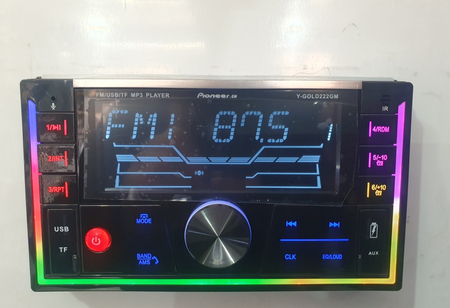 FM/USB/TF MP3 PLAYER
Pioneer.GM
Y-GOLD222GM
IR
FM1 87.5 1
1/▶||
2/INT
3/RPT
4/RDM
5/-10
6/+10
USB
TF
MODE
BAND
AMS
CLK
EQ/LOUD
AUX